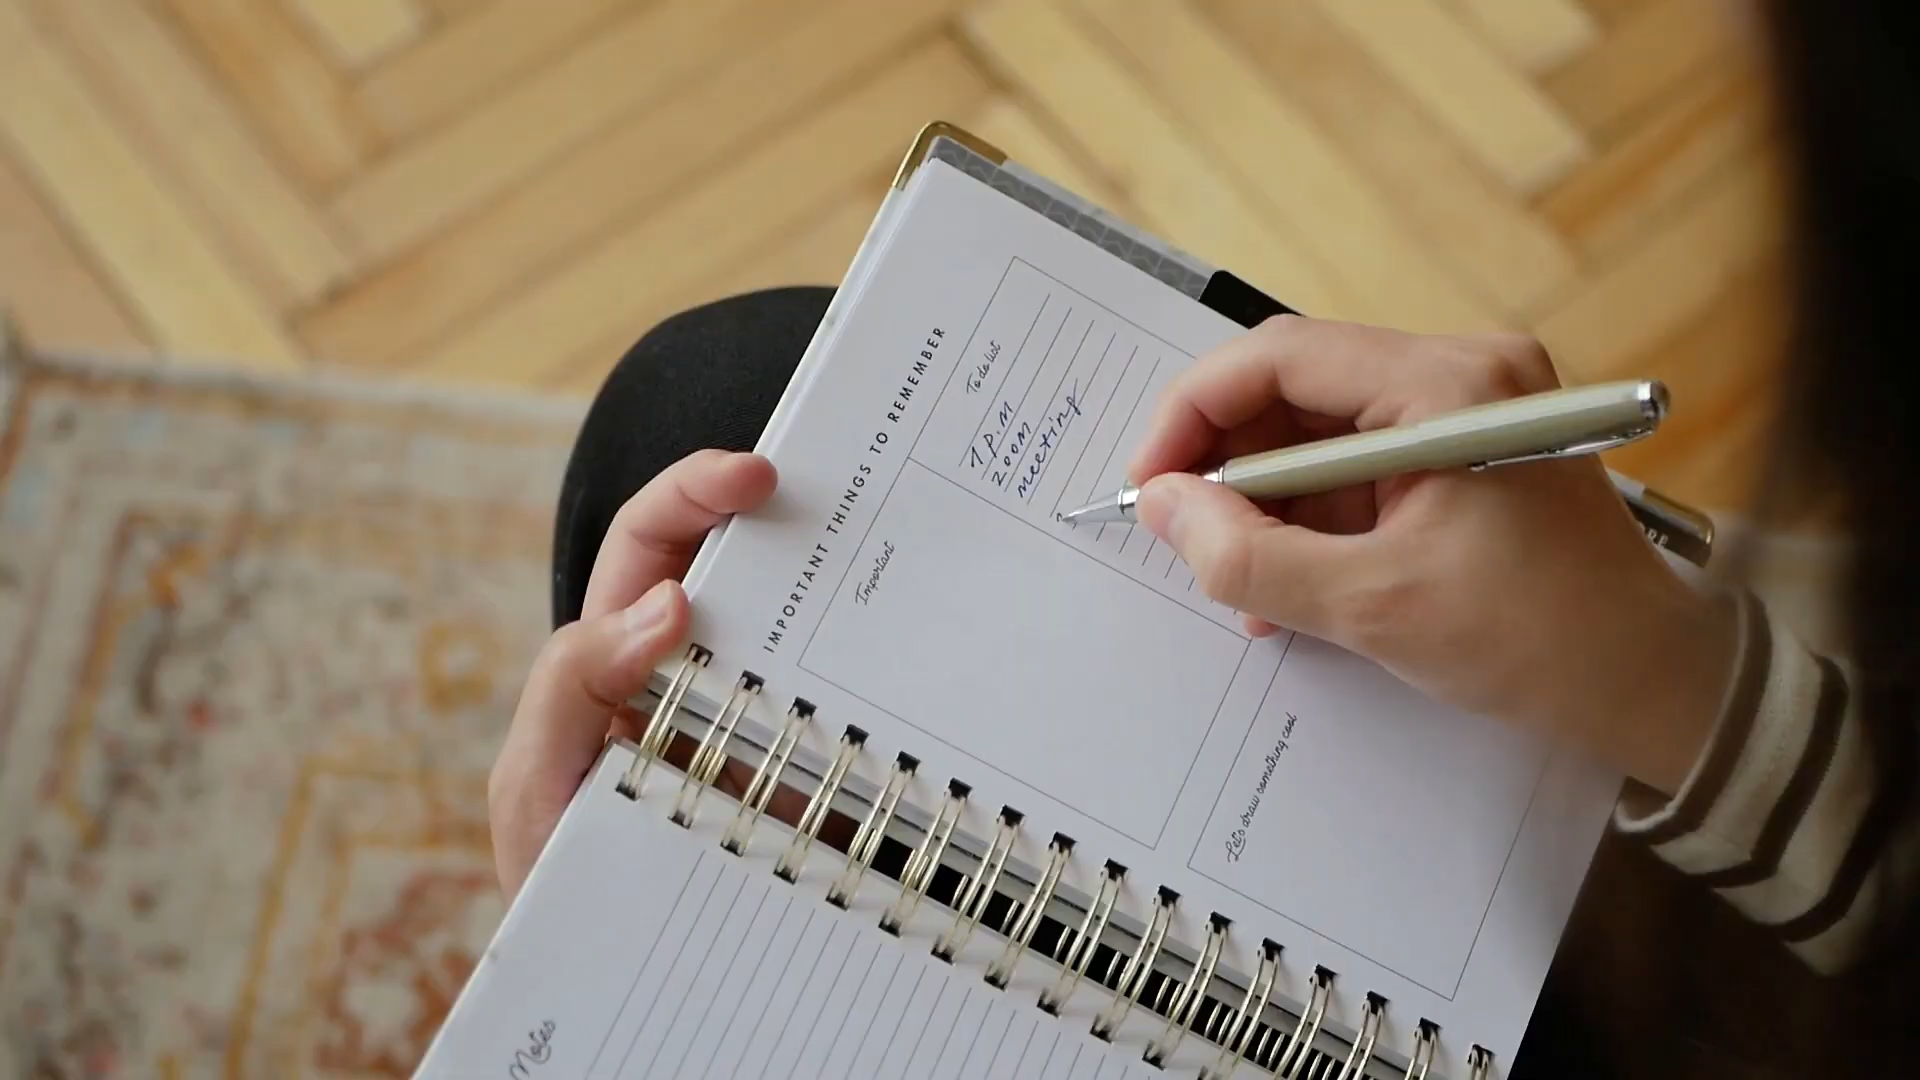 IMPORTANT THINGS TO REMEMBER
To do list
1 P.M
zoom
meeting
Important
Let's draw something cool
Notes